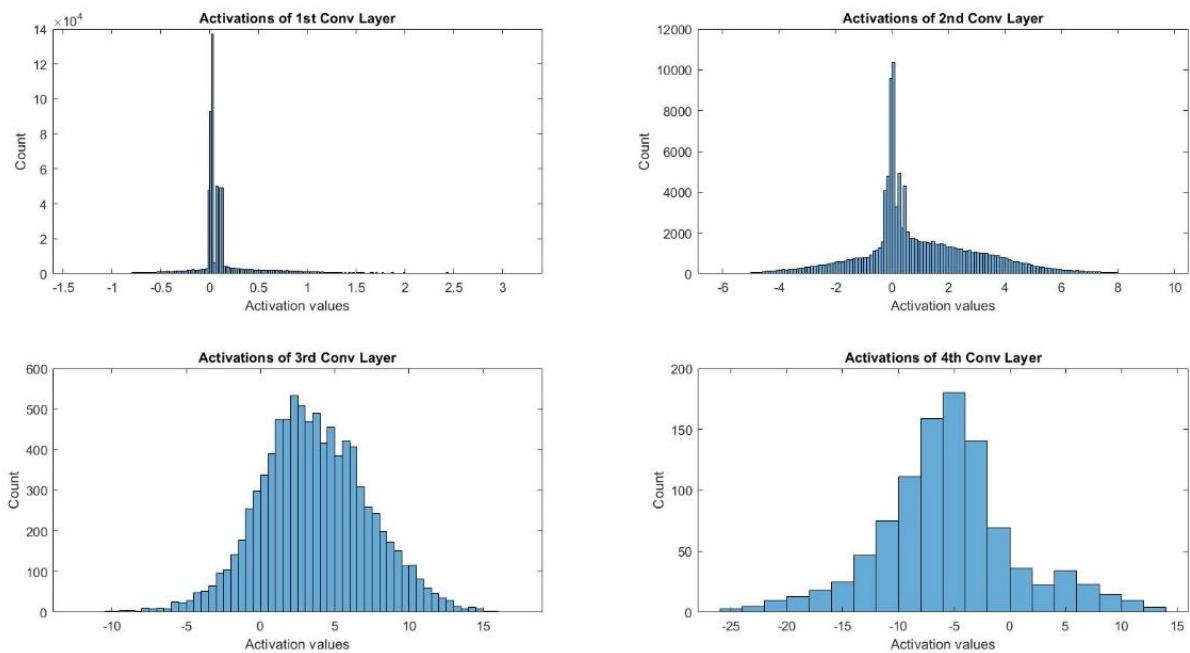 Activations of 1st Conv Layer
×10⁴
14
12
10
8
6
4
2
0
Count
-1.5 -1 -0.5 0 0.5 1 1.5 2 2.5 3
Activation values
Activations of 2nd Conv Layer
12000
10000
8000
6000
4000
2000
0
Count
-6 -4 -2 0 2 4 6 8 10
Activation values
Activations of 3rd Conv Layer
600
500
400
300
200
100
0
Count
-10 -5 0 5 10 15
Activation values
Activations of 4th Conv Layer
200
150
100
50
0
Count
-25 -20 -15 -10 -5 0 5 10
Activation values